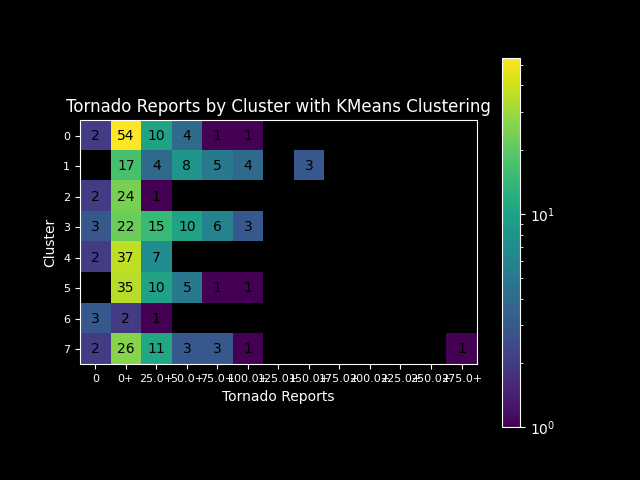 Tornado Reports by Cluster with KMeans Clustering
0 2 54 10 4 1 1
1 17 4 8 5 4 3
2 2 24 1
3 3 22 15 10 6 3
4 2 37 7
5 35 10 5 1 1
6 3 2 1
7 2 26 11 3 3 1 1
0 0+ 25.0+ 50.0+ 75.0+ 100.0+ 125.0+ 150.0+ 175.0+ 200.0+ 225.0+ 250.0+ 275.0+
Tornado Reports
Cluster
10¹
10⁰